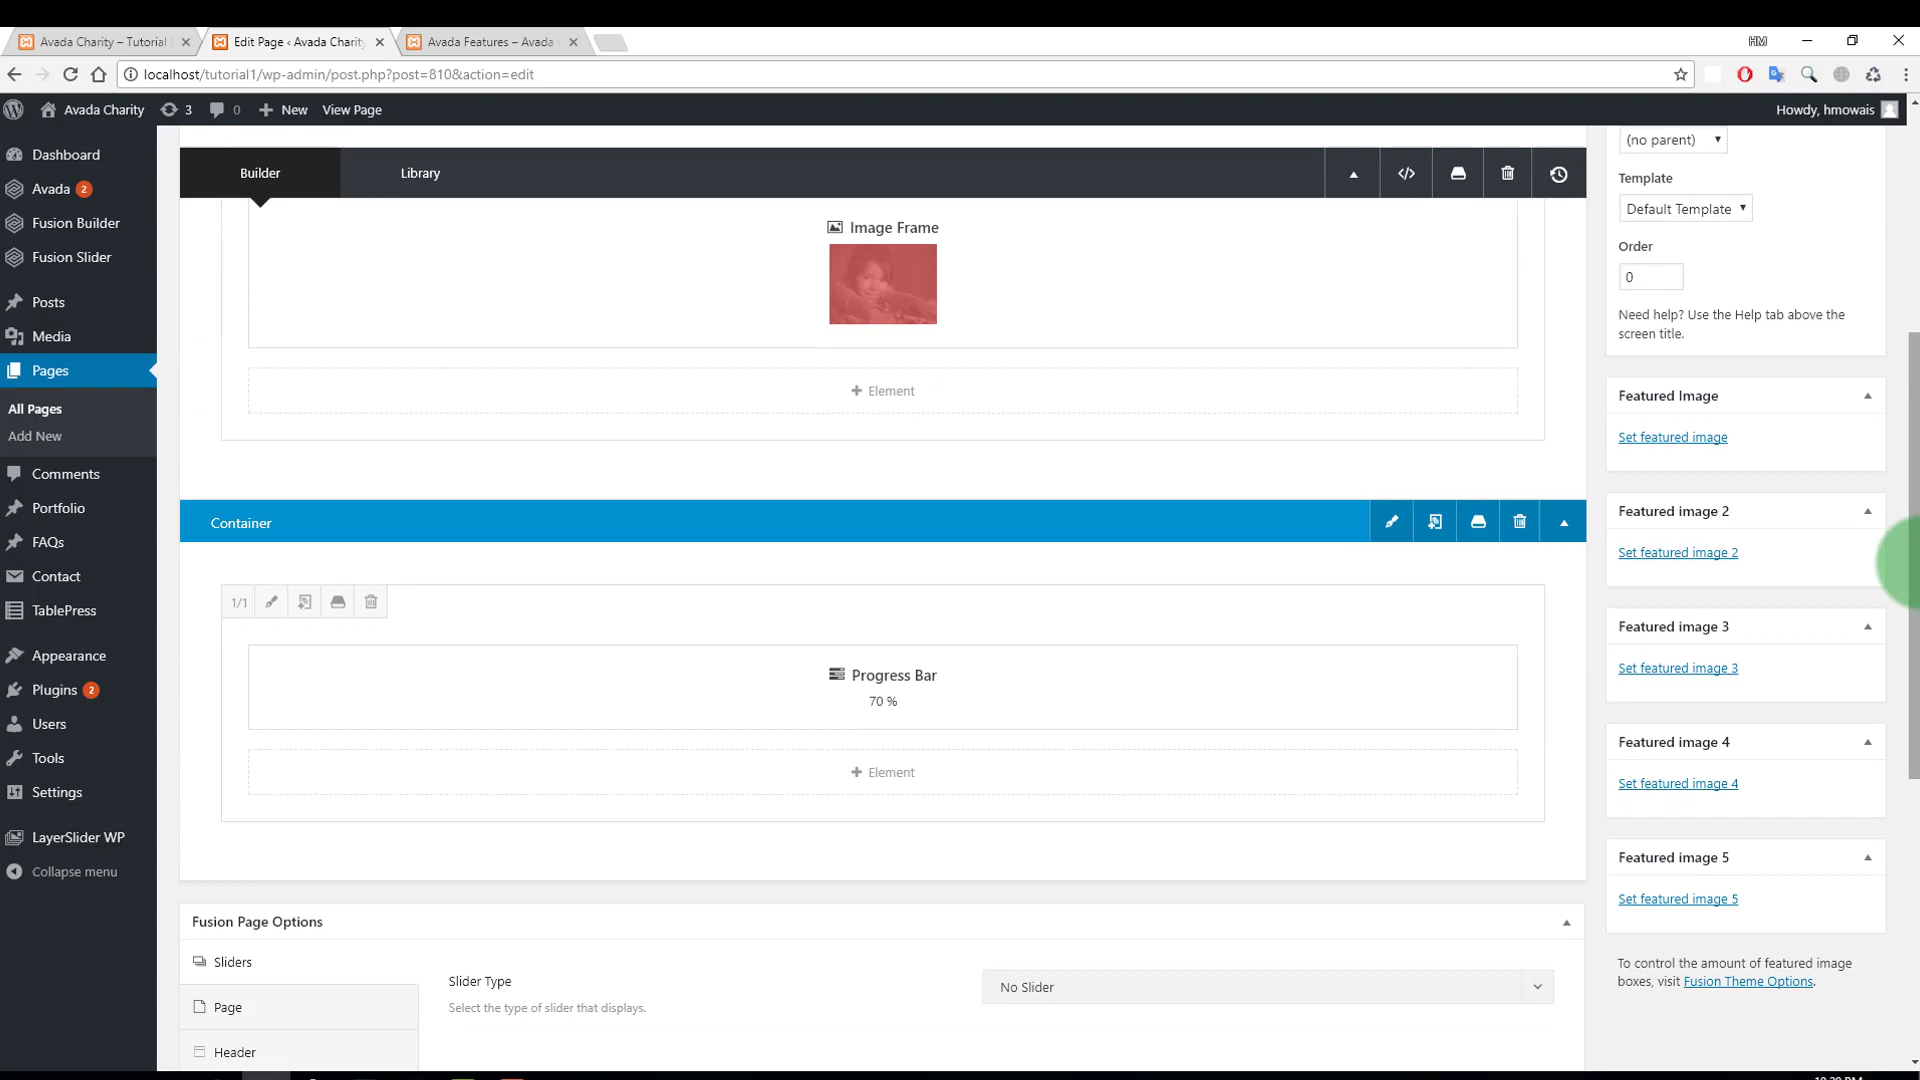 Avada Charity – Tutorial
Edit Page ‹ Avada Charity
Avada Features – Avada
HM
localhost/tutorial1/wp-admin/post.php?post=810&action=edit
Avada Charity
3
0
New
View Page
Howdy, hmowais
Dashboard
Avada 2
Fusion Builder
Fusion Slider
Posts
Media
Pages
All Pages
Add New
Comments
Portfolio
FAQs
Contact
TablePress
Appearance
Plugins 2
Users
Tools
Settings
LayerSlider WP
Collapse menu
Builder
Library
</>
Image Frame
+ Element
Container
1/1
Progress Bar
70 %
+ Element
Fusion Page Options
Sliders
Page
Header
Slider Type
Select the type of slider that displays.
No Slider
(no parent)
Template
Default Template
Order
0
Need help? Use the Help tab above the
screen title.
Featured Image
Set featured image
Featured image 2
Set featured image 2
Featured image 3
Set featured image 3
Featured image 4
Set featured image 4
Featured image 5
Set featured image 5
To control the amount of featured image
boxes, visit Fusion Theme Options.